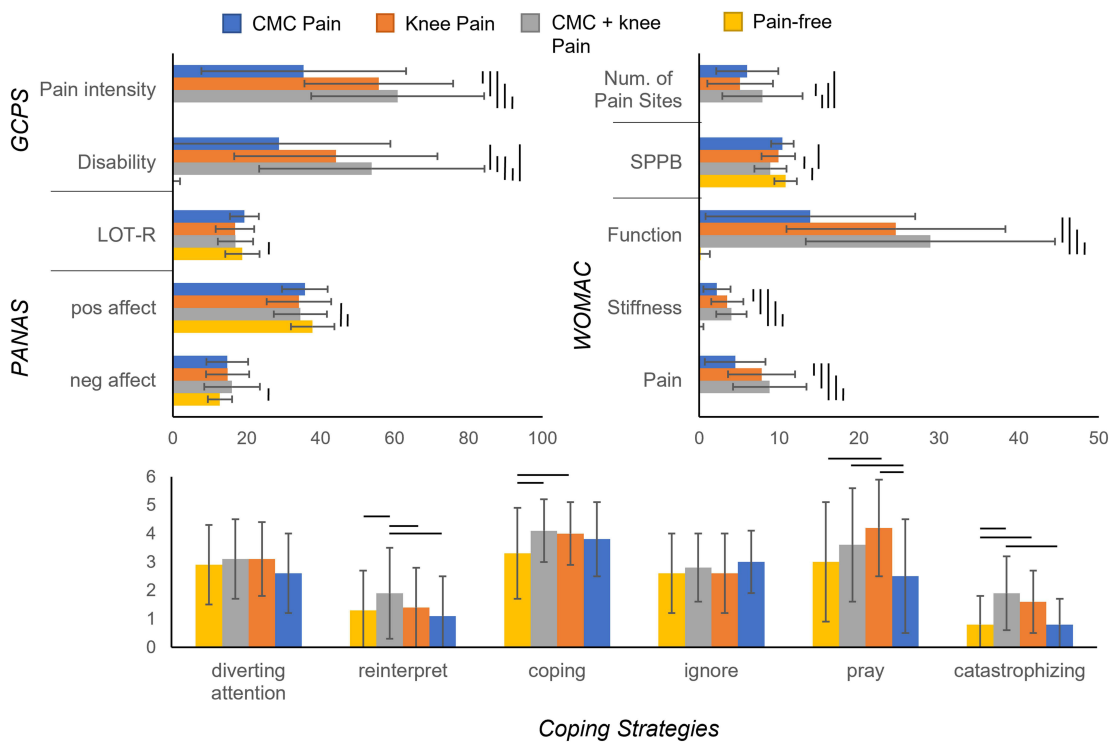 CMC Pain
Knee Pain
CMC + knee
Pain
Pain-free
GCPS
Pain intensity
Disability
LOT-R
PANAS
pos affect
neg affect
0 20 40 60 80 100
Num. of
Pain Sites
SPPB
WOMAC
Function
Stiffness
Pain
0 10 20 30 40 50
6
5
4
3
2
1
0
diverting
attention
reinterpret
coping
ignore
pray
catastrophizing
Coping Strategies